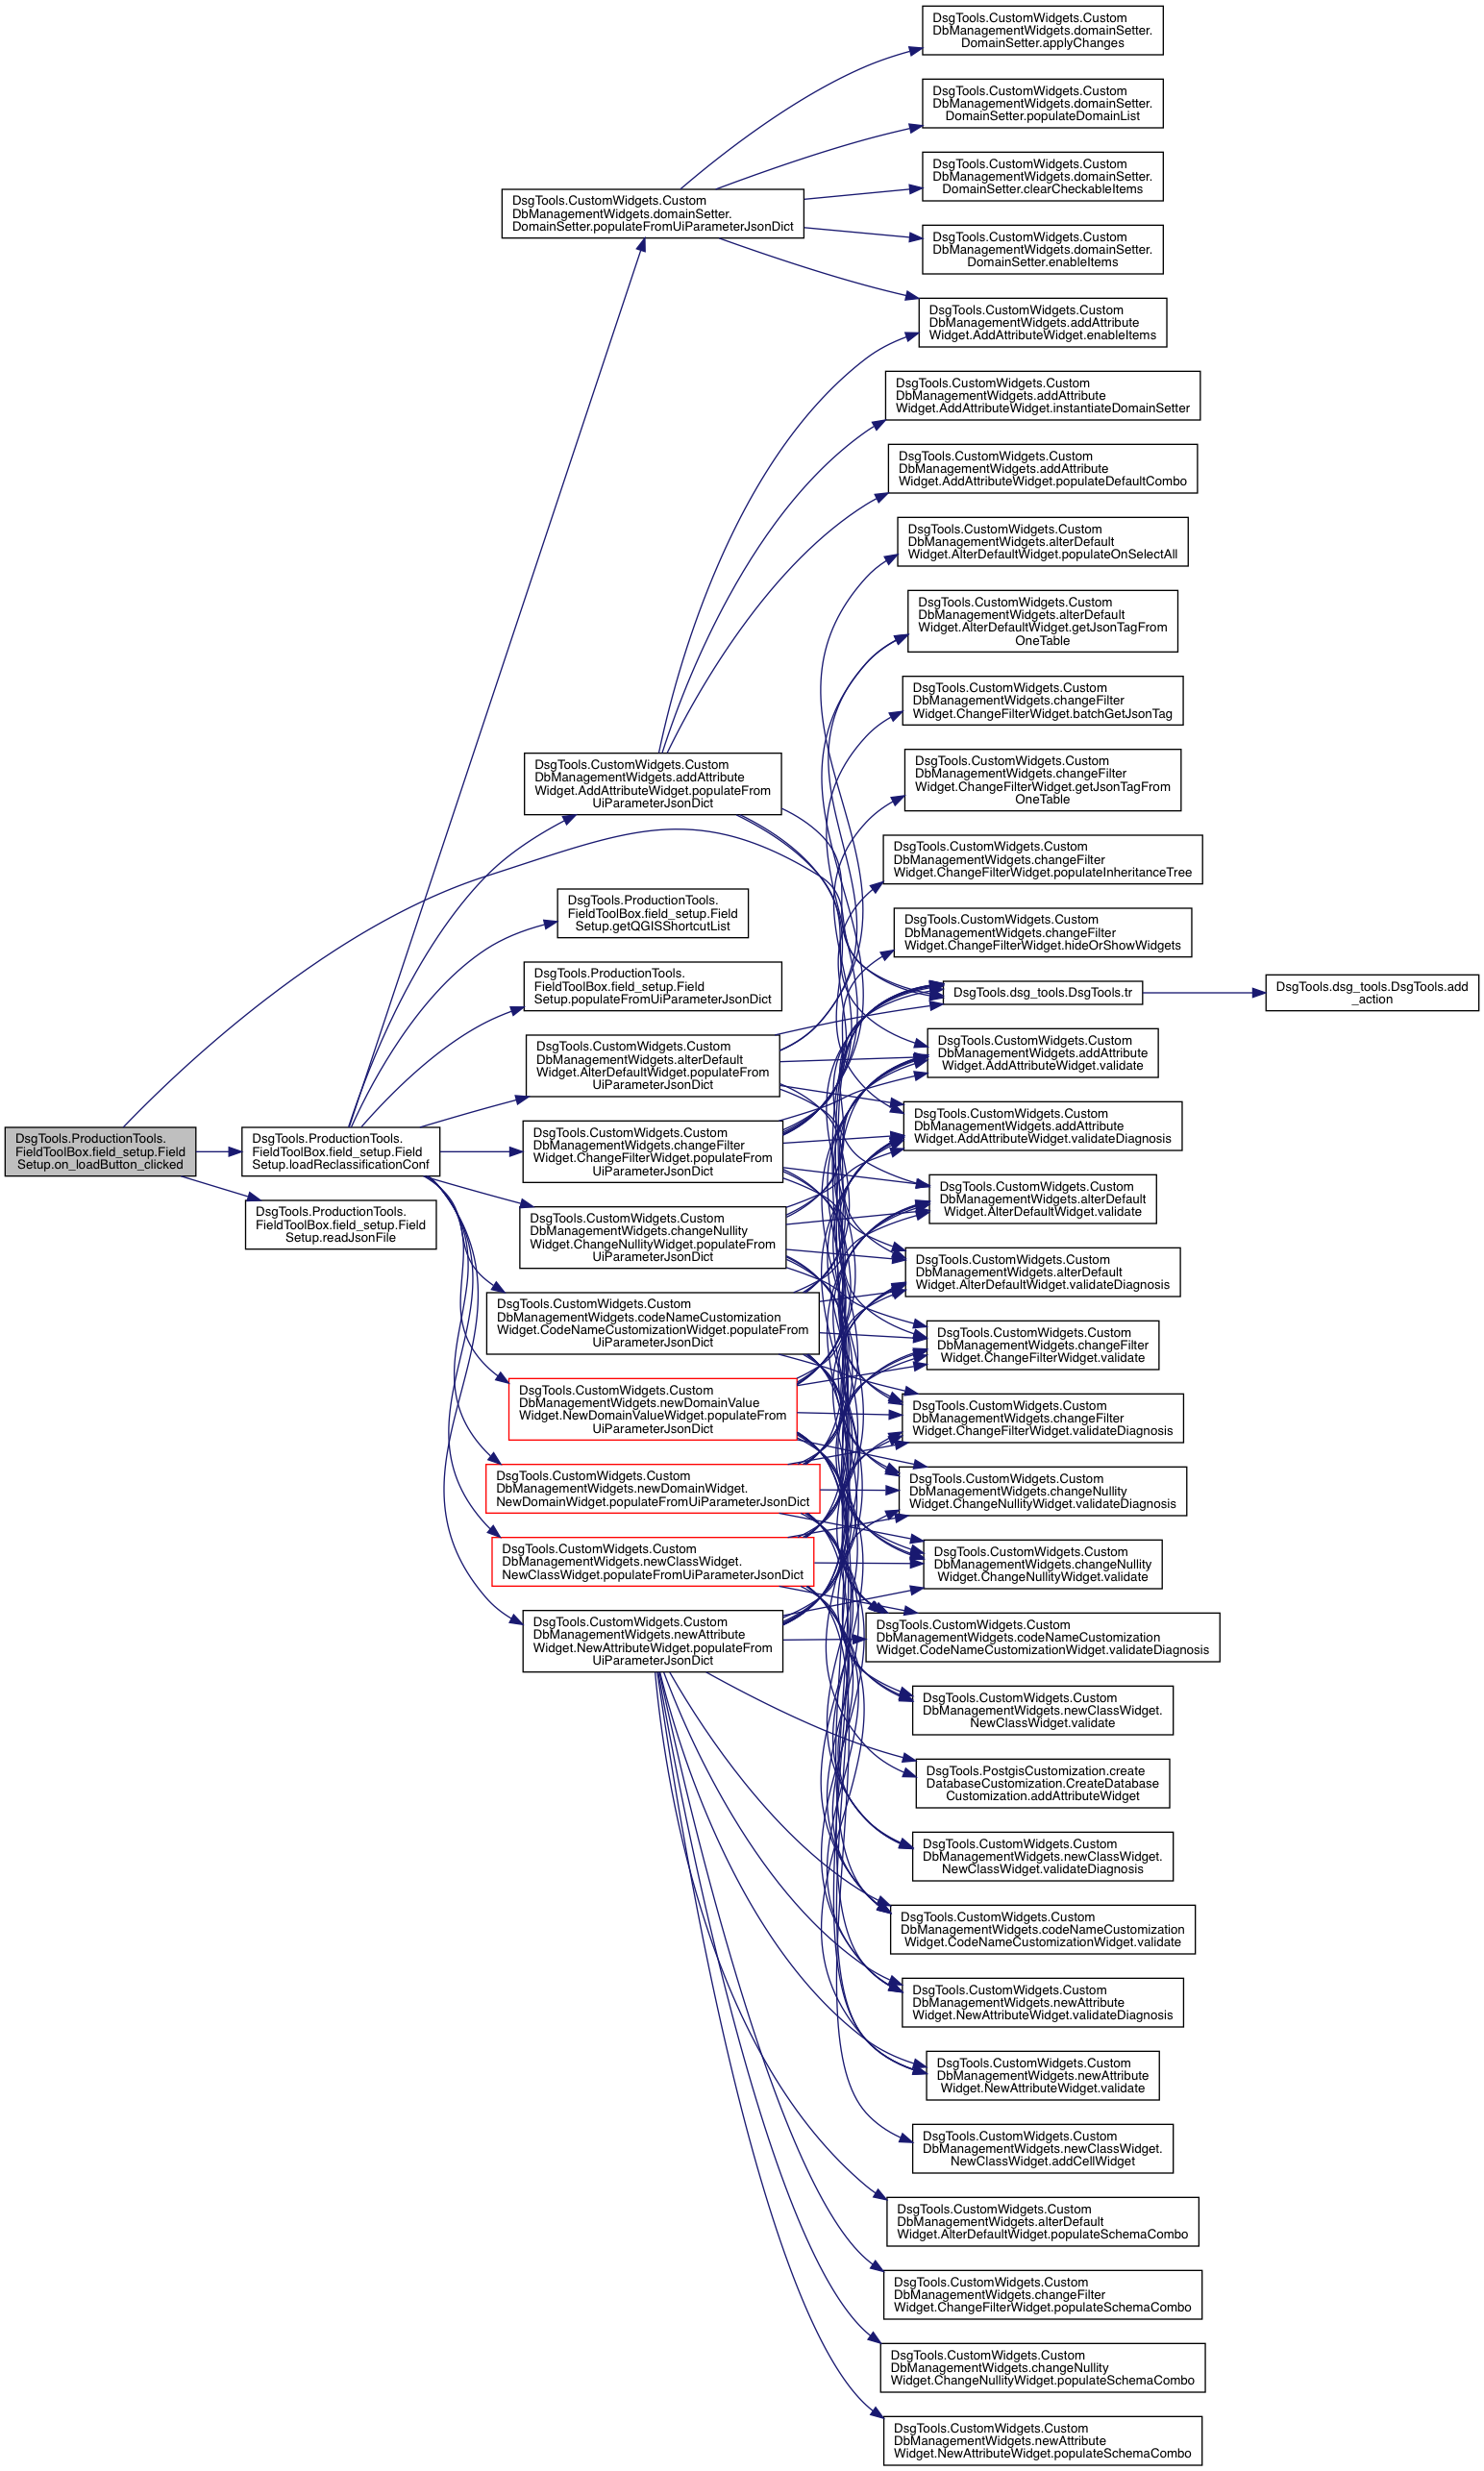 DsgTools.ProductionTools.
FieldToolBox.field_setup.Field
Setup.on_loadButton_clicked
DsgTools.ProductionTools.
FieldToolBox.field_setup.Field
Setup.loadReclassificationConf
DsgTools.ProductionTools.
FieldToolBox.field_setup.Field
Setup.readJsonFile
DsgTools.CustomWidgets.Custom
DbManagementWidgets.domainSetter.
DomainSetter.populateFromUiParameterJsonDict
DsgTools.CustomWidgets.Custom
DbManagementWidgets.addAttribute
Widget.AddAttributeWidget.populateFrom
UiParameterJsonDict
DsgTools.ProductionTools.
FieldToolBox.field_setup.Field
Setup.getQGISShortcutList
DsgTools.ProductionTools.
FieldToolBox.field_setup.Field
Setup.populateFromUiParameterJsonDict
DsgTools.CustomWidgets.Custom
DbManagementWidgets.alterDefault
Widget.AlterDefaultWidget.populateFrom
UiParameterJsonDict
DsgTools.CustomWidgets.Custom
DbManagementWidgets.changeFilter
Widget.ChangeFilterWidget.populateFrom
UiParameterJsonDict
DsgTools.CustomWidgets.Custom
DbManagementWidgets.changeNullity
Widget.ChangeNullityWidget.populateFrom
UiParameterJsonDict
DsgTools.CustomWidgets.Custom
DbManagementWidgets.codeNameCustomization
Widget.CodeNameCustomizationWidget.populateFrom
UiParameterJsonDict
DsgTools.CustomWidgets.Custom
DbManagementWidgets.newDomainValue
Widget.NewDomainValueWidget.populateFrom
UiParameterJsonDict
DsgTools.CustomWidgets.Custom
DbManagementWidgets.newDomainWidget.
NewDomainWidget.populateFromUiParameterJsonDict
DsgTools.CustomWidgets.Custom
DbManagementWidgets.newClassWidget.
NewClassWidget.populateFromUiParameterJsonDict
DsgTools.CustomWidgets.Custom
DbManagementWidgets.newAttribute
Widget.NewAttributeWidget.populateFrom
UiParameterJsonDict
DsgTools.CustomWidgets.Custom
DbManagementWidgets.domainSetter.
DomainSetter.applyChanges
DsgTools.CustomWidgets.Custom
DbManagementWidgets.domainSetter.
DomainSetter.populateDomainList
DsgTools.CustomWidgets.Custom
DbManagementWidgets.domainSetter.
DomainSetter.clearCheckableItems
DsgTools.CustomWidgets.Custom
DbManagementWidgets.domainSetter.
DomainSetter.enableItems
DsgTools.CustomWidgets.Custom
DbManagementWidgets.addAttribute
Widget.AddAttributeWidget.enableItems
DsgTools.CustomWidgets.Custom
DbManagementWidgets.addAttribute
Widget.AddAttributeWidget.instantiateDomainSetter
DsgTools.CustomWidgets.Custom
DbManagementWidgets.addAttribute
Widget.AddAttributeWidget.populateDefaultCombo
DsgTools.CustomWidgets.Custom
DbManagementWidgets.alterDefault
Widget.AlterDefaultWidget.populateOnSelectAll
DsgTools.CustomWidgets.Custom
DbManagementWidgets.alterDefault
Widget.AlterDefaultWidget.getJsonTagFrom
OneTable
DsgTools.CustomWidgets.Custom
DbManagementWidgets.changeFilter
Widget.ChangeFilterWidget.batchGetJsonTag
DsgTools.CustomWidgets.Custom
DbManagementWidgets.changeFilter
Widget.ChangeFilterWidget.getJsonTagFrom
OneTable
DsgTools.CustomWidgets.Custom
DbManagementWidgets.changeFilter
Widget.ChangeFilterWidget.populateInheritanceTree
DsgTools.CustomWidgets.Custom
DbManagementWidgets.changeFilter
Widget.ChangeFilterWidget.hideOrShowWidgets
DsgTools.dsg_tools.DsgTools.tr
DsgTools.dsg_tools.DsgTools.add
_action
DsgTools.CustomWidgets.Custom
DbManagementWidgets.addAttribute
Widget.AddAttributeWidget.validate
DsgTools.CustomWidgets.Custom
DbManagementWidgets.addAttribute
Widget.AddAttributeWidget.validateDiagnosis
DsgTools.CustomWidgets.Custom
DbManagementWidgets.alterDefault
Widget.AlterDefaultWidget.validate
DsgTools.CustomWidgets.Custom
DbManagementWidgets.alterDefault
Widget.AlterDefaultWidget.validateDiagnosis
DsgTools.CustomWidgets.Custom
DbManagementWidgets.changeFilter
Widget.ChangeFilterWidget.validate
DsgTools.CustomWidgets.Custom
DbManagementWidgets.changeFilter
Widget.ChangeFilterWidget.validateDiagnosis
DsgTools.CustomWidgets.Custom
DbManagementWidgets.changeNullity
Widget.ChangeNullityWidget.validateDiagnosis
DsgTools.CustomWidgets.Custom
DbManagementWidgets.changeNullity
Widget.ChangeNullityWidget.validate
DsgTools.CustomWidgets.Custom
DbManagementWidgets.codeNameCustomization
Widget.CodeNameCustomizationWidget.validateDiagnosis
DsgTools.CustomWidgets.Custom
DbManagementWidgets.newClassWidget.
NewClassWidget.validate
DsgTools.PostgisCustomization.create
DatabaseCustomization.CreateDatabase
Customization.addAttributeWidget
DsgTools.CustomWidgets.Custom
DbManagementWidgets.newClassWidget.
NewClassWidget.validateDiagnosis
DsgTools.CustomWidgets.Custom
DbManagementWidgets.codeNameCustomization
Widget.CodeNameCustomizationWidget.validate
DsgTools.CustomWidgets.Custom
DbManagementWidgets.newAttribute
Widget.NewAttributeWidget.validateDiagnosis
DsgTools.CustomWidgets.Custom
DbManagementWidgets.newAttribute
Widget.NewAttributeWidget.validate
DsgTools.CustomWidgets.Custom
DbManagementWidgets.newClassWidget.
NewClassWidget.addCellWidget
DsgTools.CustomWidgets.Custom
DbManagementWidgets.alterDefault
Widget.AlterDefaultWidget.populateSchemaCombo
DsgTools.CustomWidgets.Custom
DbManagementWidgets.changeFilter
Widget.ChangeFilterWidget.populateSchemaCombo
DsgTools.CustomWidgets.Custom
DbManagementWidgets.changeNullity
Widget.ChangeNullityWidget.populateSchemaCombo
DsgTools.CustomWidgets.Custom
DbManagementWidgets.newAttribute
Widget.NewAttributeWidget.populateSchemaCombo